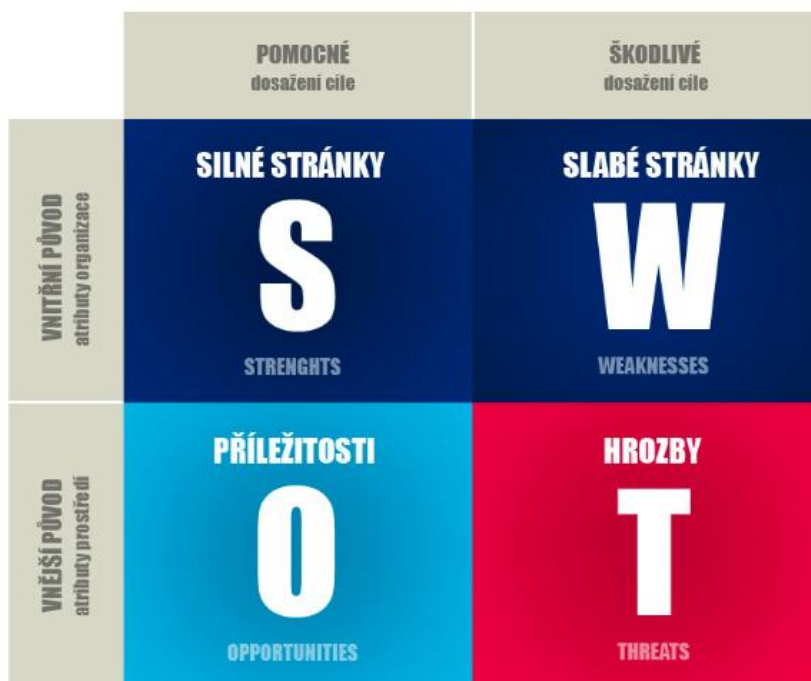 POMOCNÉ
dosažení cíle
ŠKODLIVÉ
dosažení cíle
VNITŘNÍ PŮVOD
atributy organizace
SILNÉ STRÁNKY
S
STRENGHTS
SLABÉ STRÁNKY
W
WEAKNESSES
VNĚJŠÍ PŮVOD
atributy prostředí
PŘÍLEŽITOSTI
O
OPPORTUNITIES
HROZBY
T
THREATS